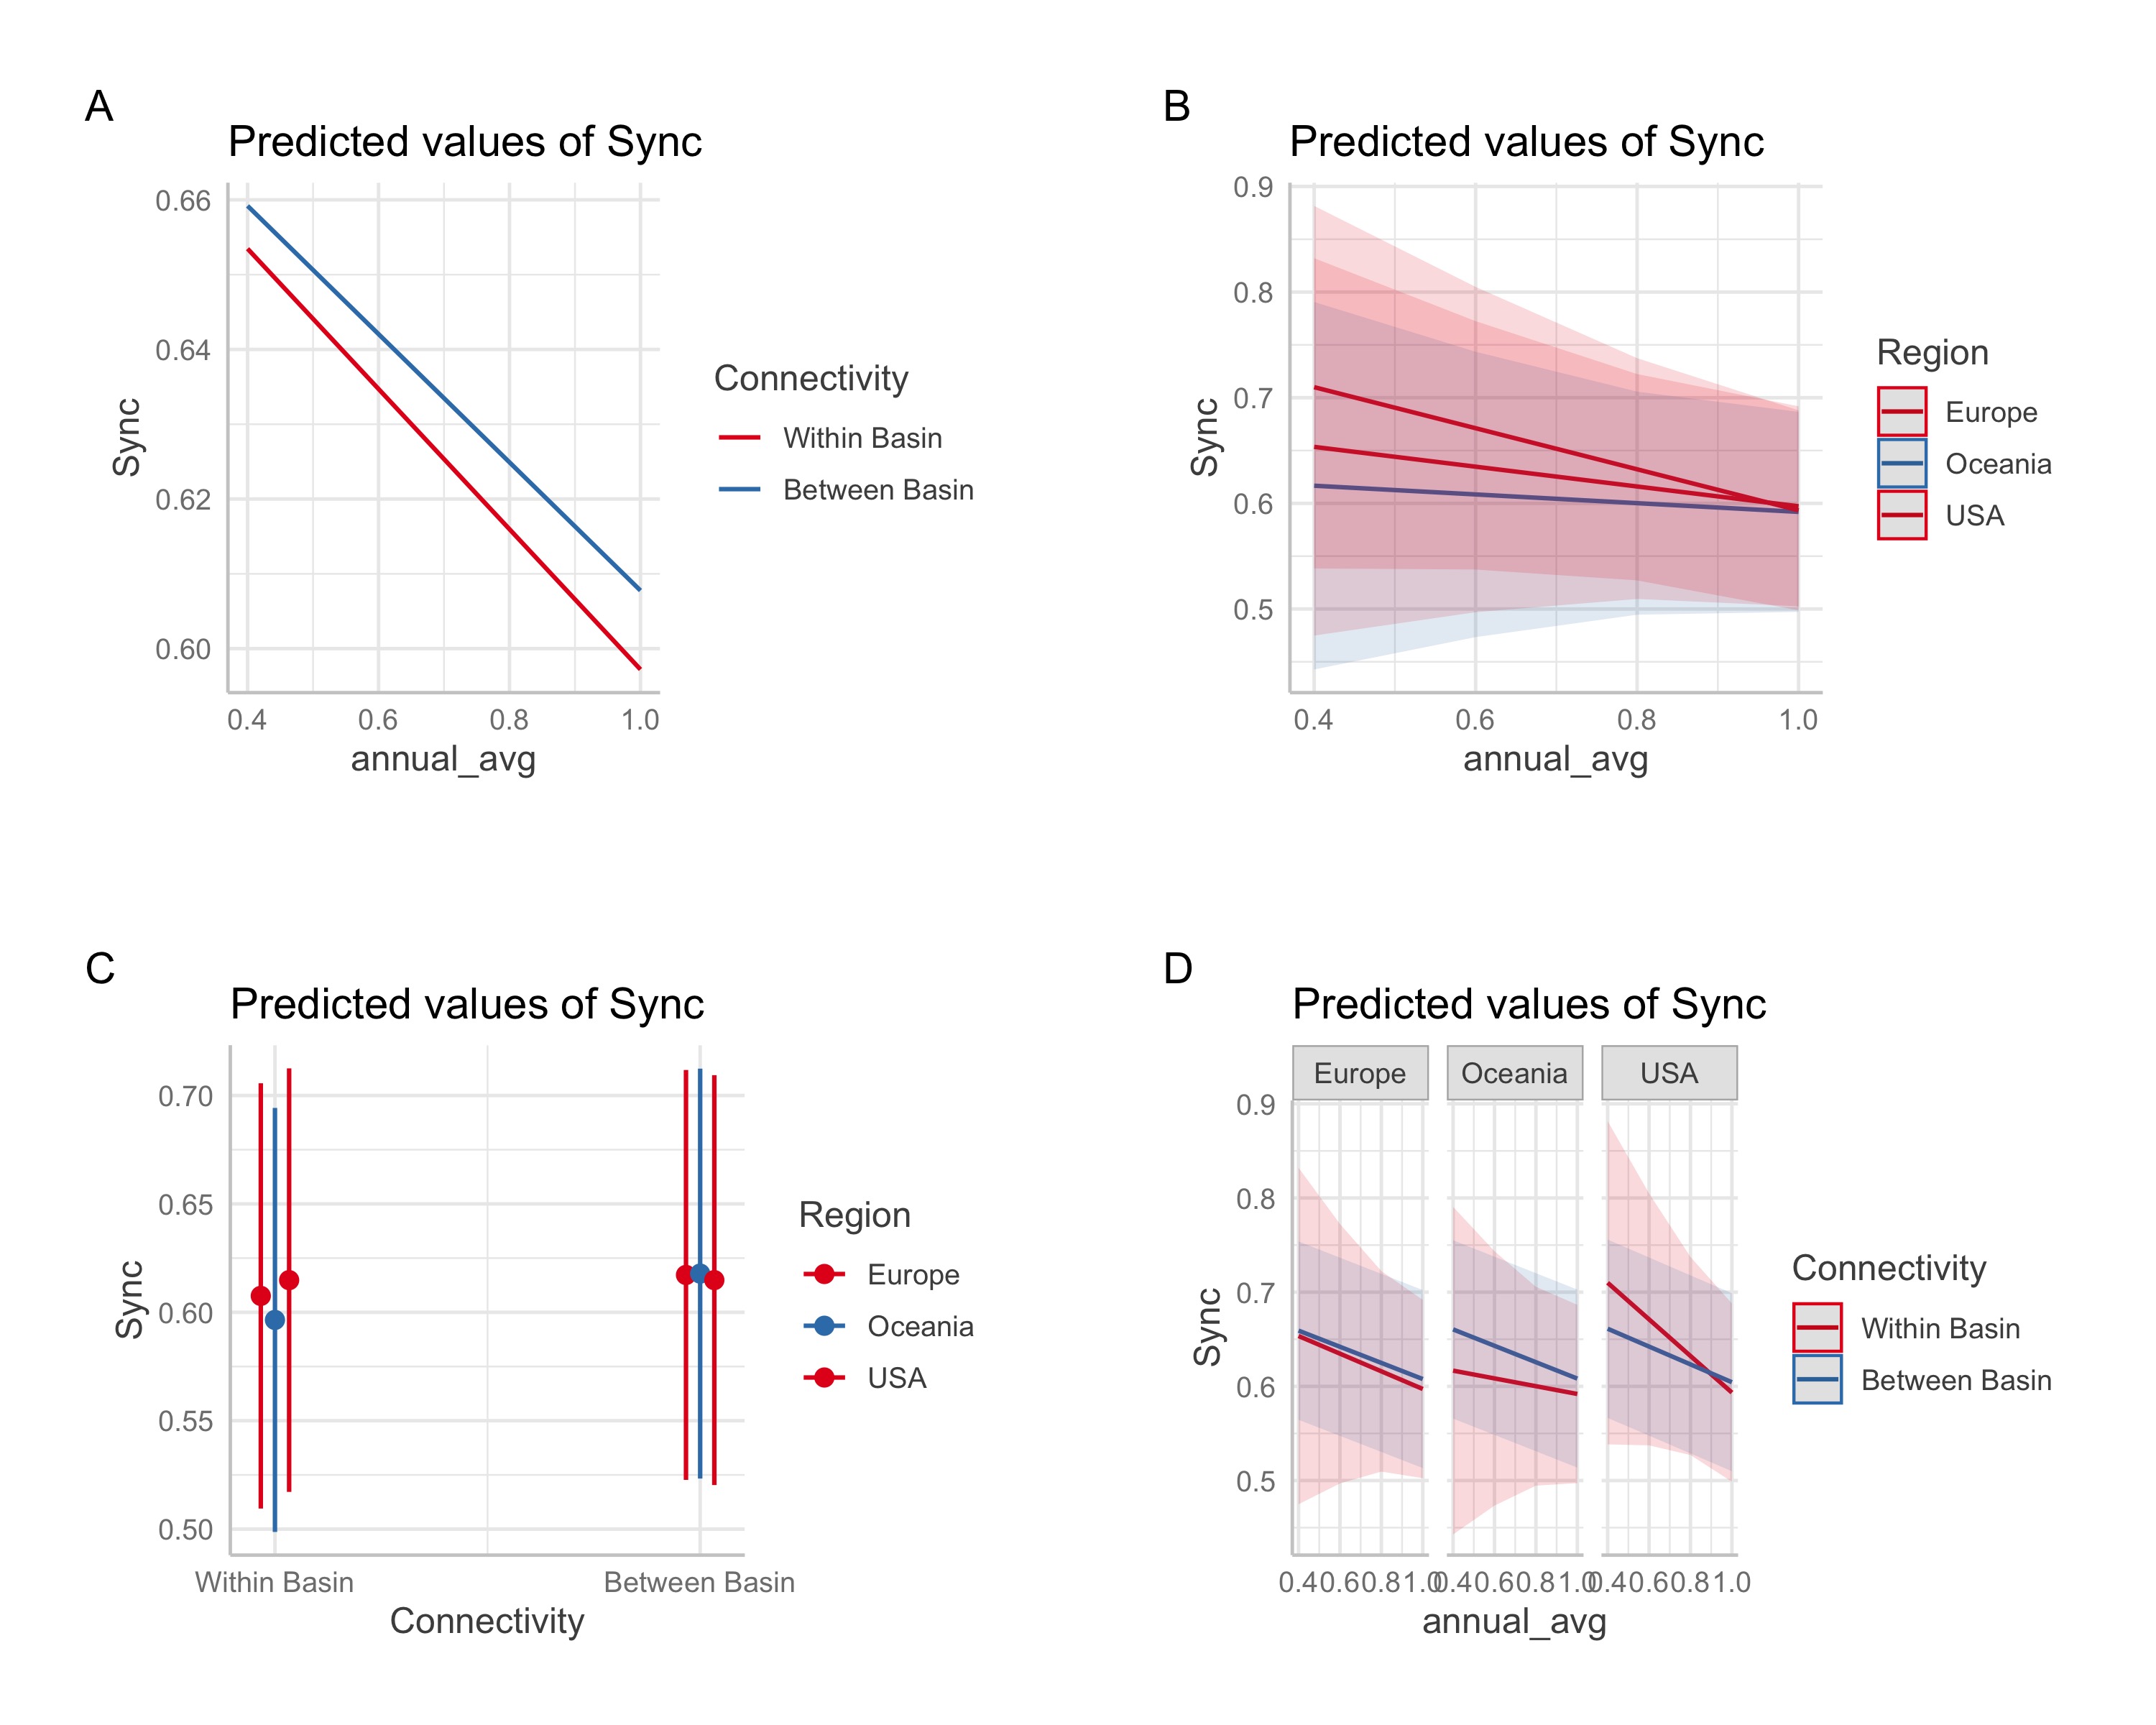 A
Predicted values of Sync
0.66
0.64
0.62
0.60
Sync
0.4 0.6 0.8 1.0
annual_avg
Connectivity
Within Basin
Between Basin
B
Predicted values of Sync
0.9
0.8
0.7
0.6
0.5
Sync
0.4 0.6 0.8 1.0
annual_avg
Region
Europe
Oceania
USA
C
Predicted values of Sync
0.70
0.65
0.60
0.55
0.50
Sync
Within Basin Between Basin
Connectivity
Region
Europe
Oceania
USA
D
Predicted values of Sync
Europe Oceania USA
0.9
0.8
0.7
0.6
0.5
Sync
0.40.60.81.0 0.40.60.81.0 0.40.60.81.0
annual_avg
Connectivity
Within Basin
Between Basin